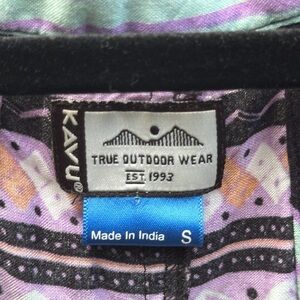 KAVU®
TRUE OUTDOOR WEAR
EST. 1993
Made In India S